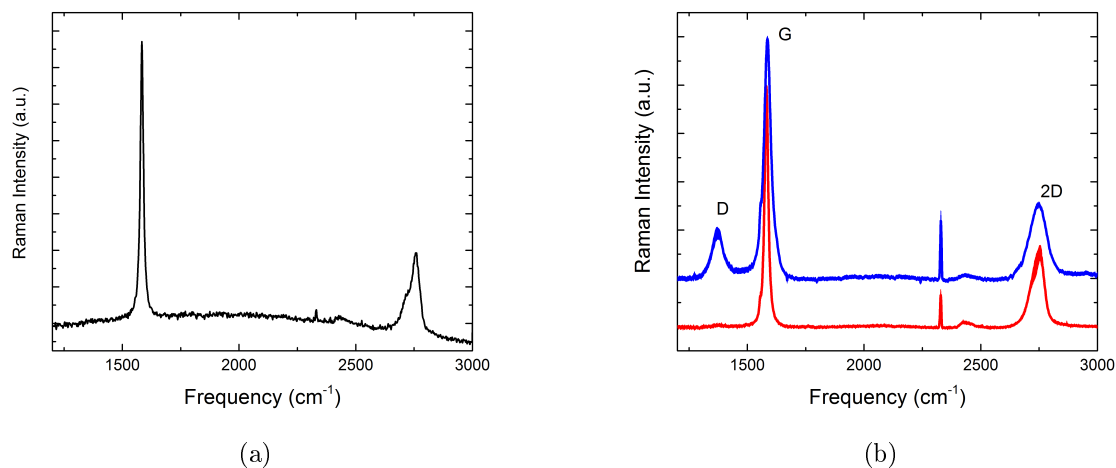 Raman Intensity (a.u.)
1500 2000 2500 3000
Frequency (cm⁻¹)
(a)
Raman Intensity (a.u.)
G
D
2D
1500 2000 2500 3000
Frequency (cm⁻¹)
(b)